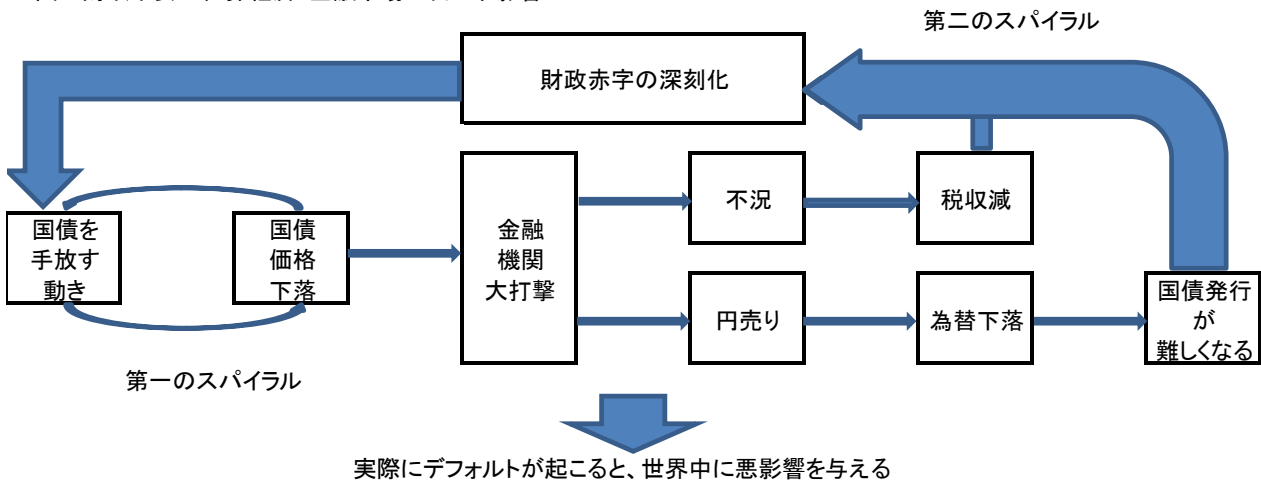 第二のスパイラル
財政赤字の深刻化
国債を
手放す
動き
国債
価格
下落
金融
機関
大打撃
不況
税収減
円売り
為替下落
国債発行
が
難しくなる
第一のスパイラル
実際にデフォルトが起こると、世界中に悪影響を与える